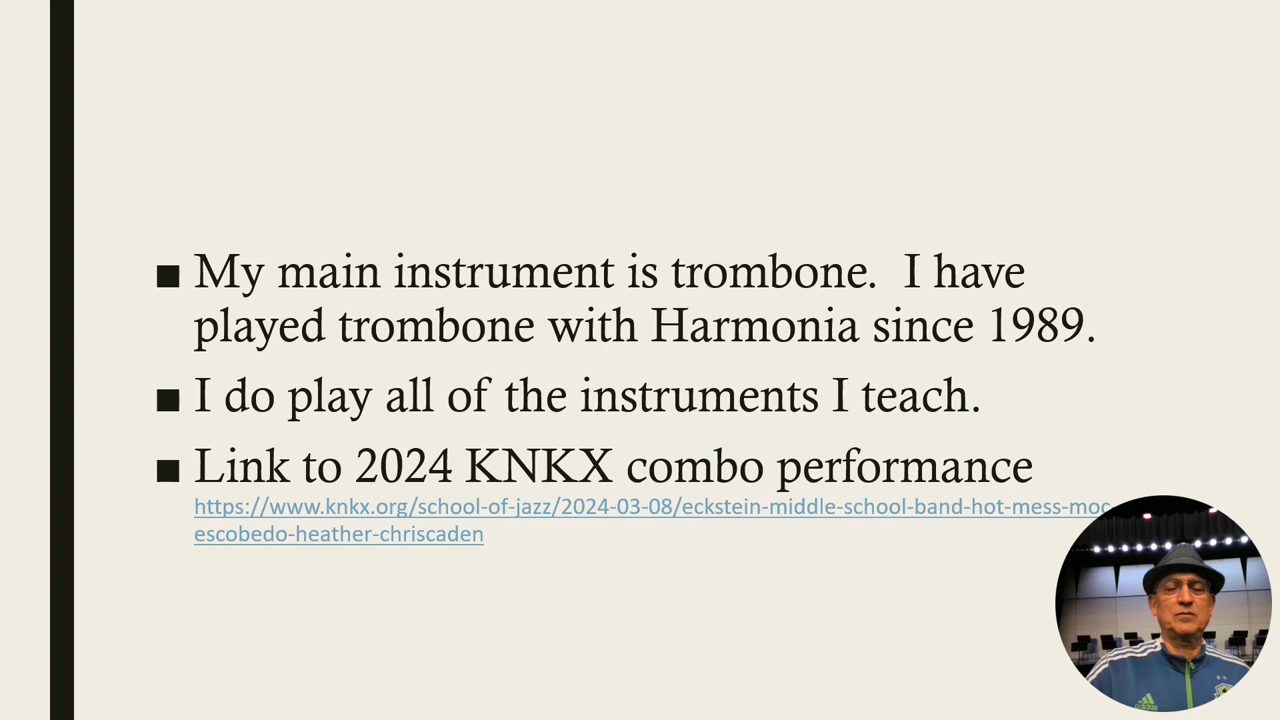 ■ My main instrument is trombone.  I have
played trombone with Harmonia since 1989.
■ I do play all of the instruments I teach.
■ Link to 2024 KNKX combo performance
https://www.knkx.org/school-of-jazz/2024-03-08/eckstein-middle-school-band-hot-mess-moc-
escobedo-heather-chriscaden
adidas